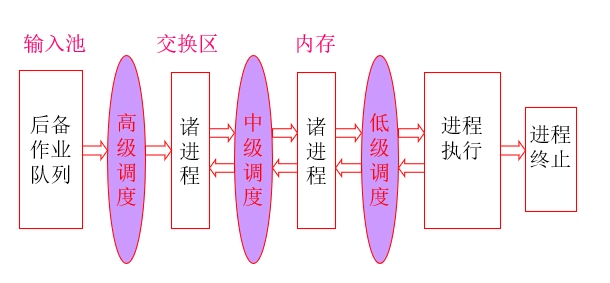 输入池
交换区
内存
后备
作业
队列
高级调度
诸进程
中级调度
诸进程
低级调度
进程
执行
进程
终止